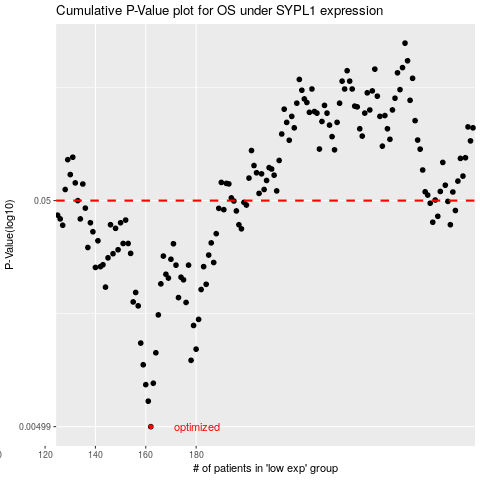 Cumulative P-Value plot for OS under SYPL1 expression
P-Value(log10)
0.05
0.00499
optimized
0 120 140 160 180
# of patients in 'low exp' group